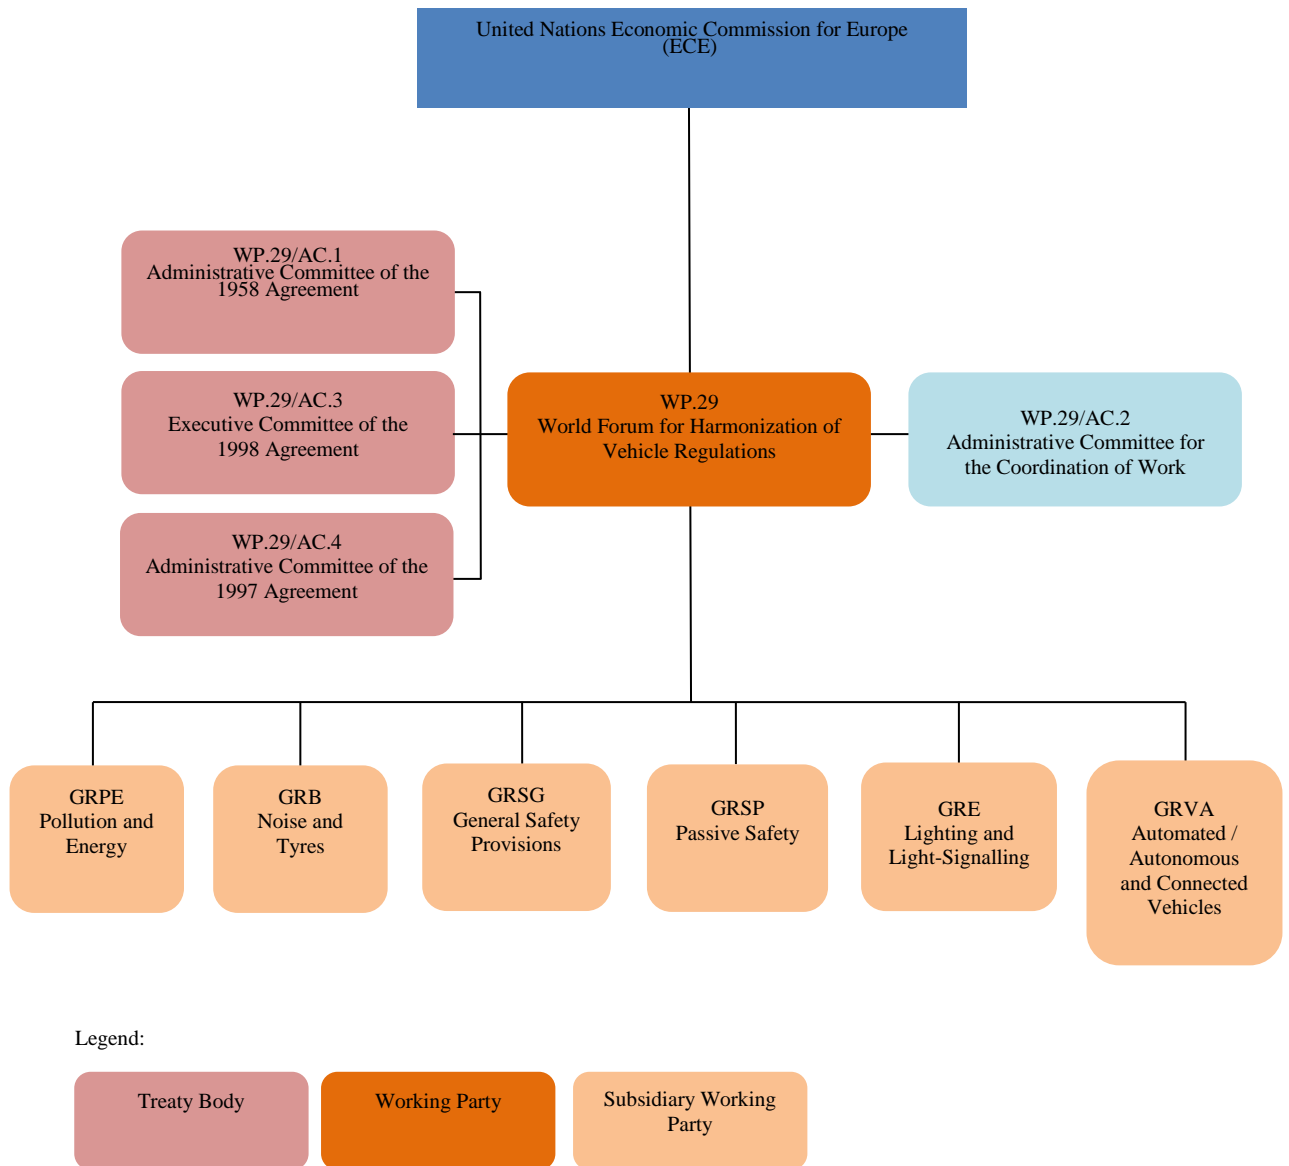 United Nations Economic Commission for Europe
(ECE)
WP.29/AC.1
Administrative Committee of the
1958 Agreement
WP.29/AC.3
Executive Committee of the
1998 Agreement
WP.29/AC.4
Administrative Committee of the
1997 Agreement
WP.29
World Forum for Harmonization of
Vehicle Regulations
WP.29/AC.2
Administrative Committee for
the Coordination of Work
GRPE
Pollution and
Energy
GRB
Noise and
Tyres
GRSG
General Safety
Provisions
GRSP
Passive Safety
GRE
Lighting and
Light-Signalling
GRVA
Automated /
Autonomous
and Connected
Vehicles
Legend:
Treaty Body
Working Party
Subsidiary Working
Party